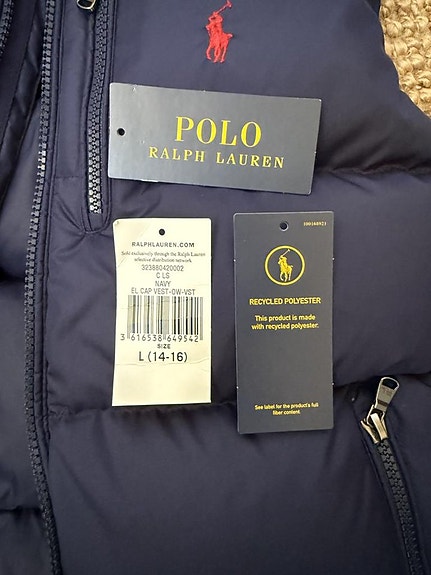 POLO
RALPH LAUREN
RALPHLAUREN.COM
Sold exclusively through the Ralph Lauren
selective distribution network
323880420002
C LS
NAVY
EL CAP VEST-OW-VST
3 616538 649542
SIZE
L (14-16)
100188921
RECYCLED POLYESTER
This product is made
with recycled polyester.
See label for the product's full
fiber content.